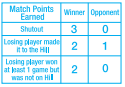 Match Points Earned Winner Opponent
Shutout 3 0
Losing player made
it to the Hill 2 1
Losing player won
at least 1 game but
was not on Hill 2 0